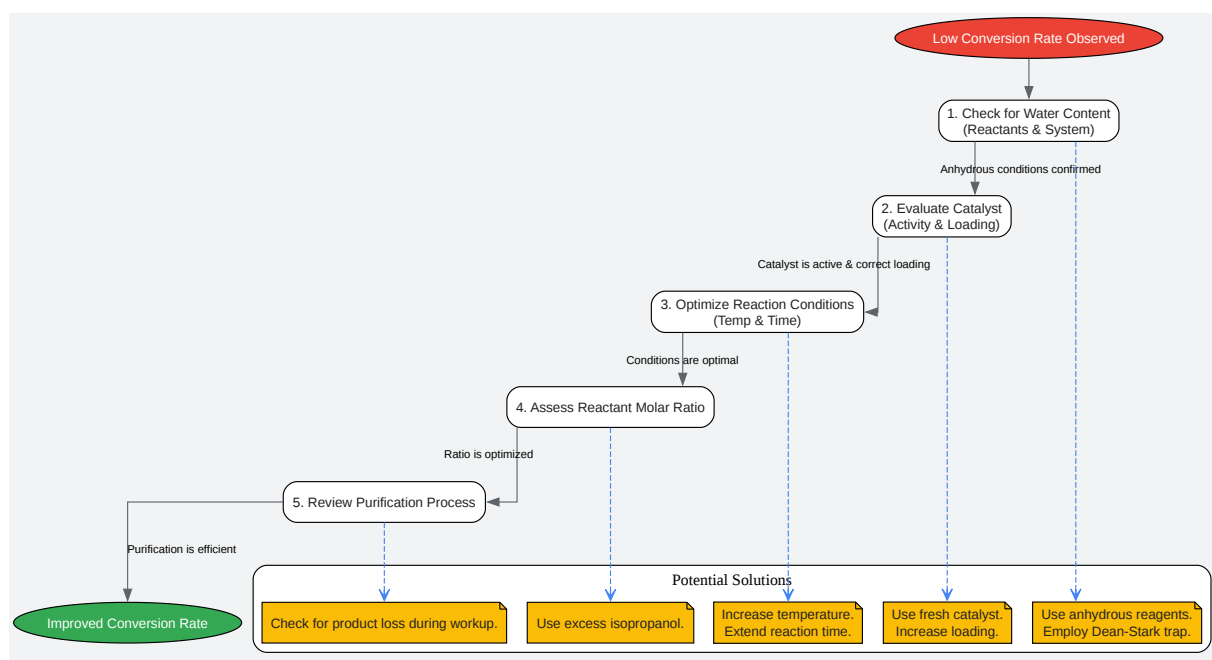 Low Conversion Rate Observed
1. Check for Water Content
(Reactants & System)
Anhydrous conditions confirmed
2. Evaluate Catalyst
(Activity & Loading)
Catalyst is active & correct loading
3. Optimize Reaction Conditions
(Temp & Time)
Conditions are optimal
4. Assess Reactant Molar Ratio
Ratio is optimized
5. Review Purification Process
Purification is efficient
Improved Conversion Rate
Potential Solutions
Check for product loss during workup.
Use excess isopropanol.
Increase temperature.
Extend reaction time.
Use fresh catalyst.
Increase loading.
Use anhydrous reagents.
Employ Dean-Stark trap.